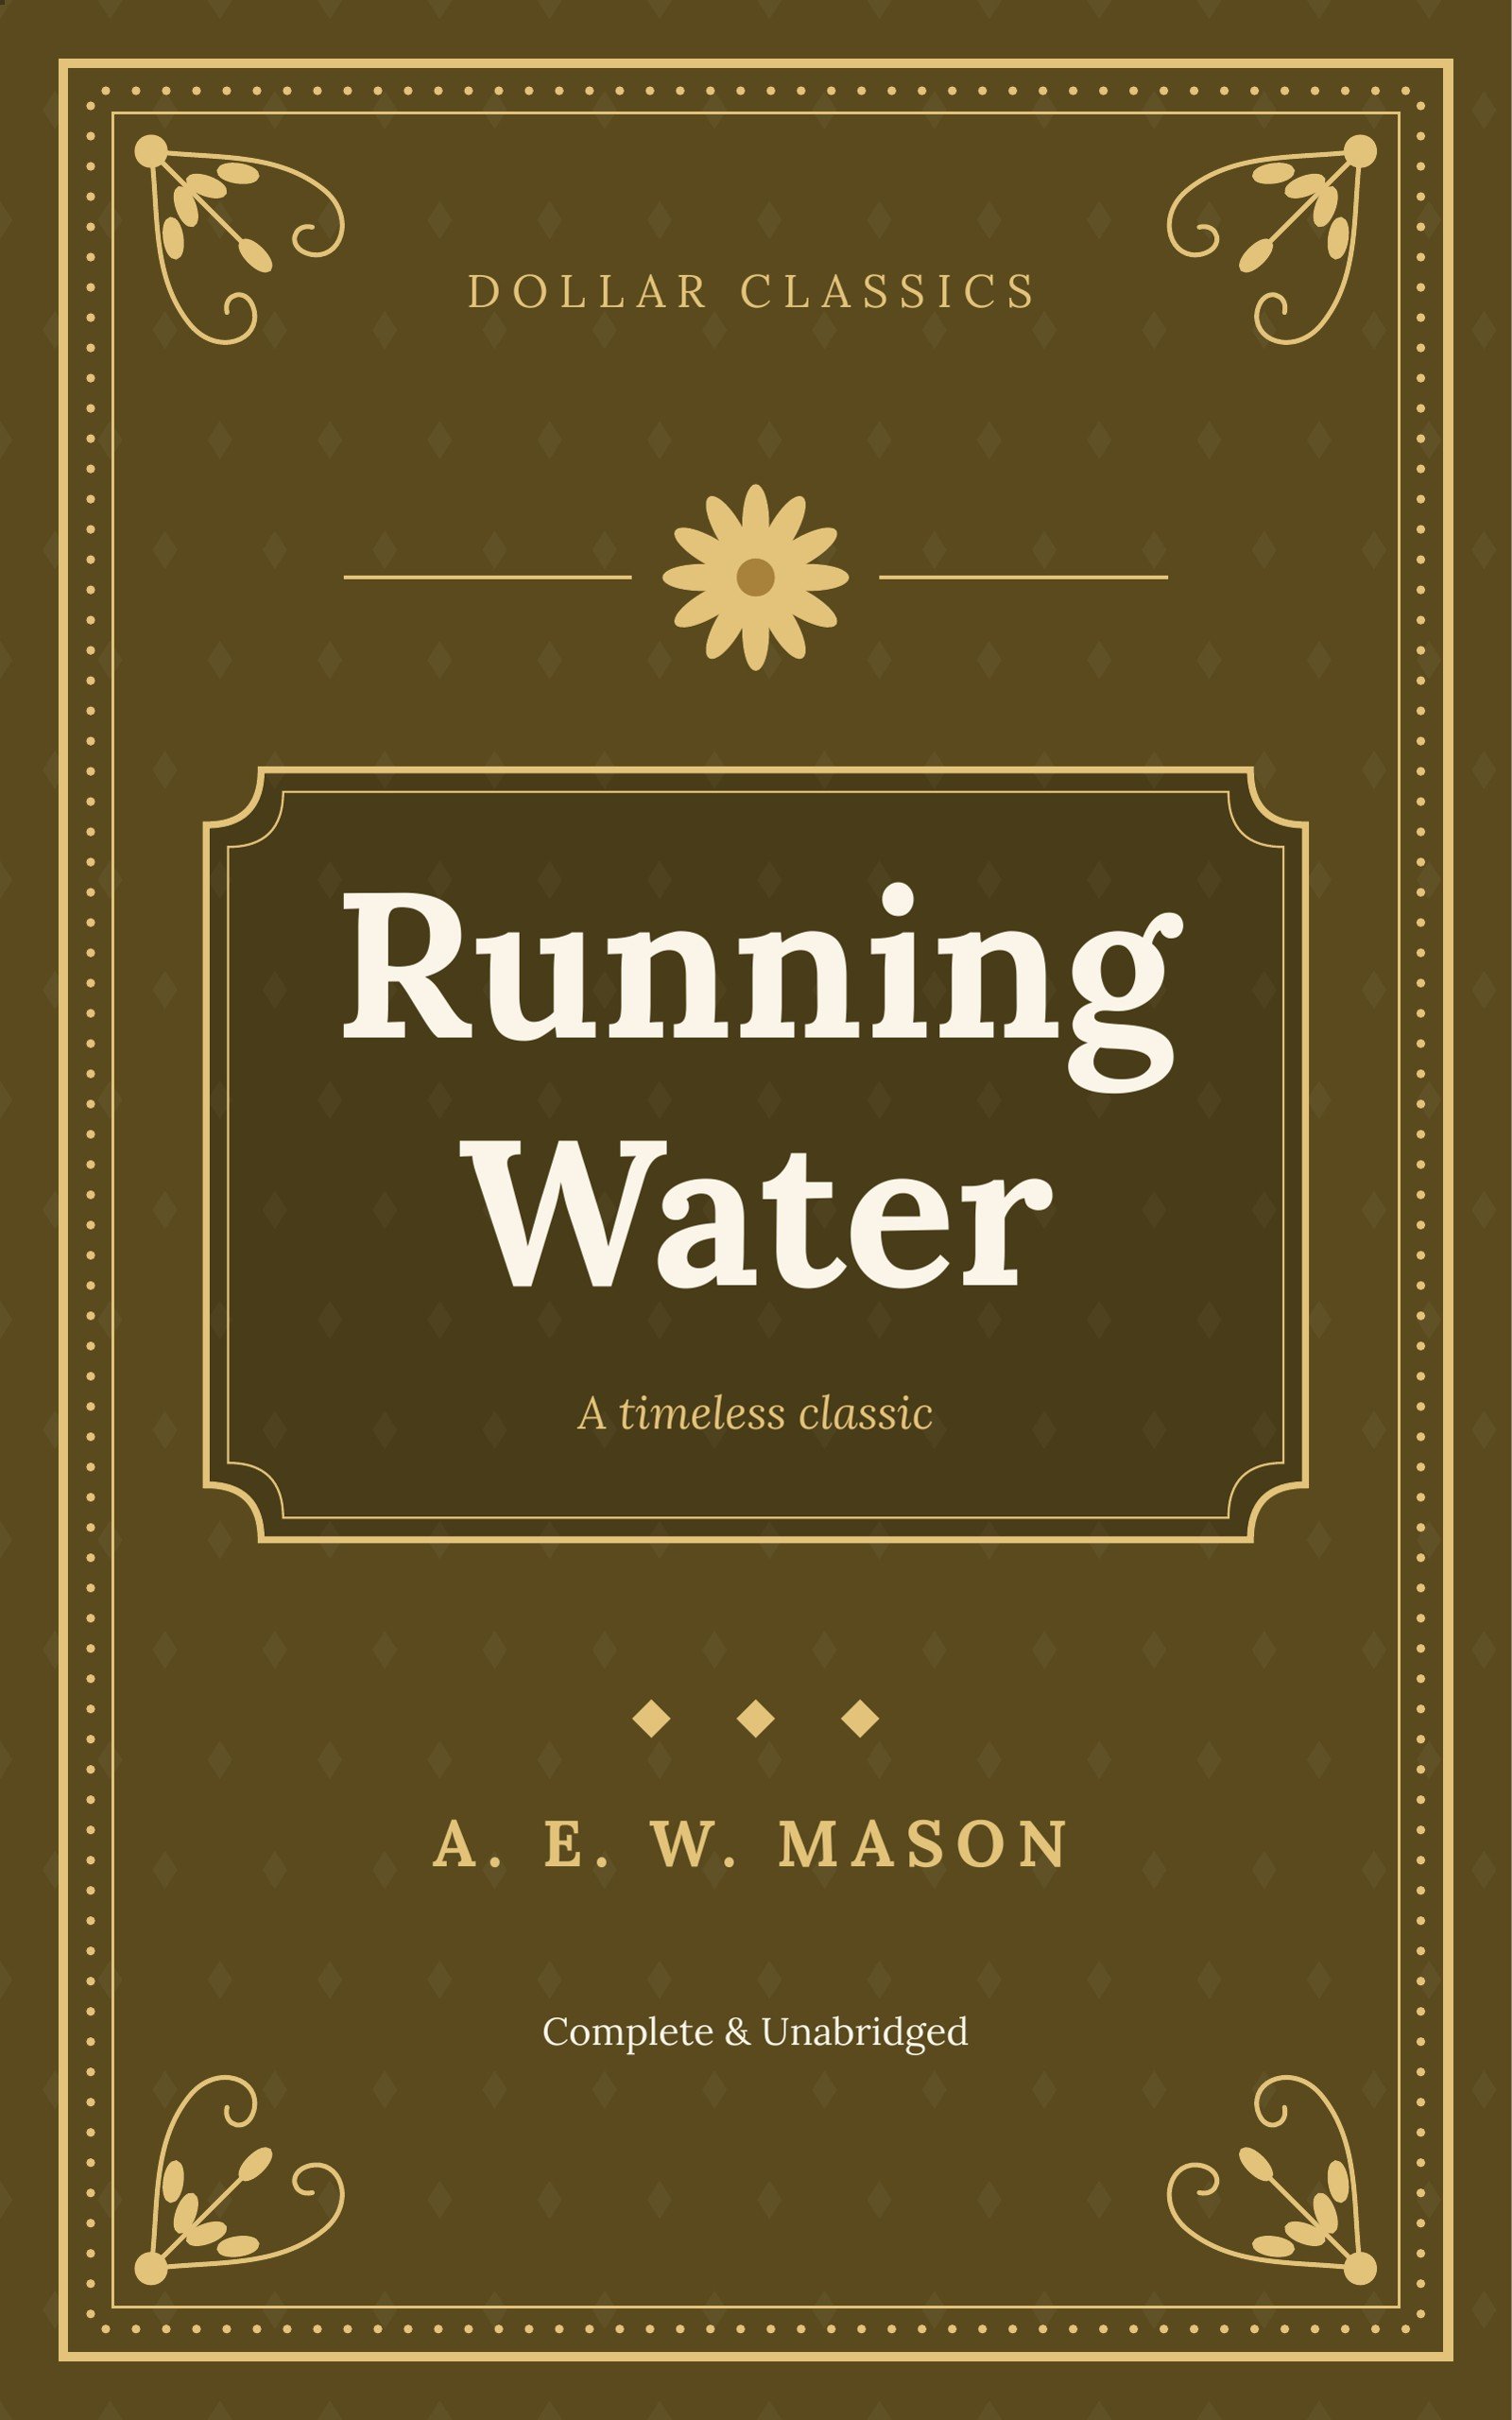 DOLLAR CLASSICS
Running
Water
A timeless classic
A. E. W. MASON
Complete & Unabridged